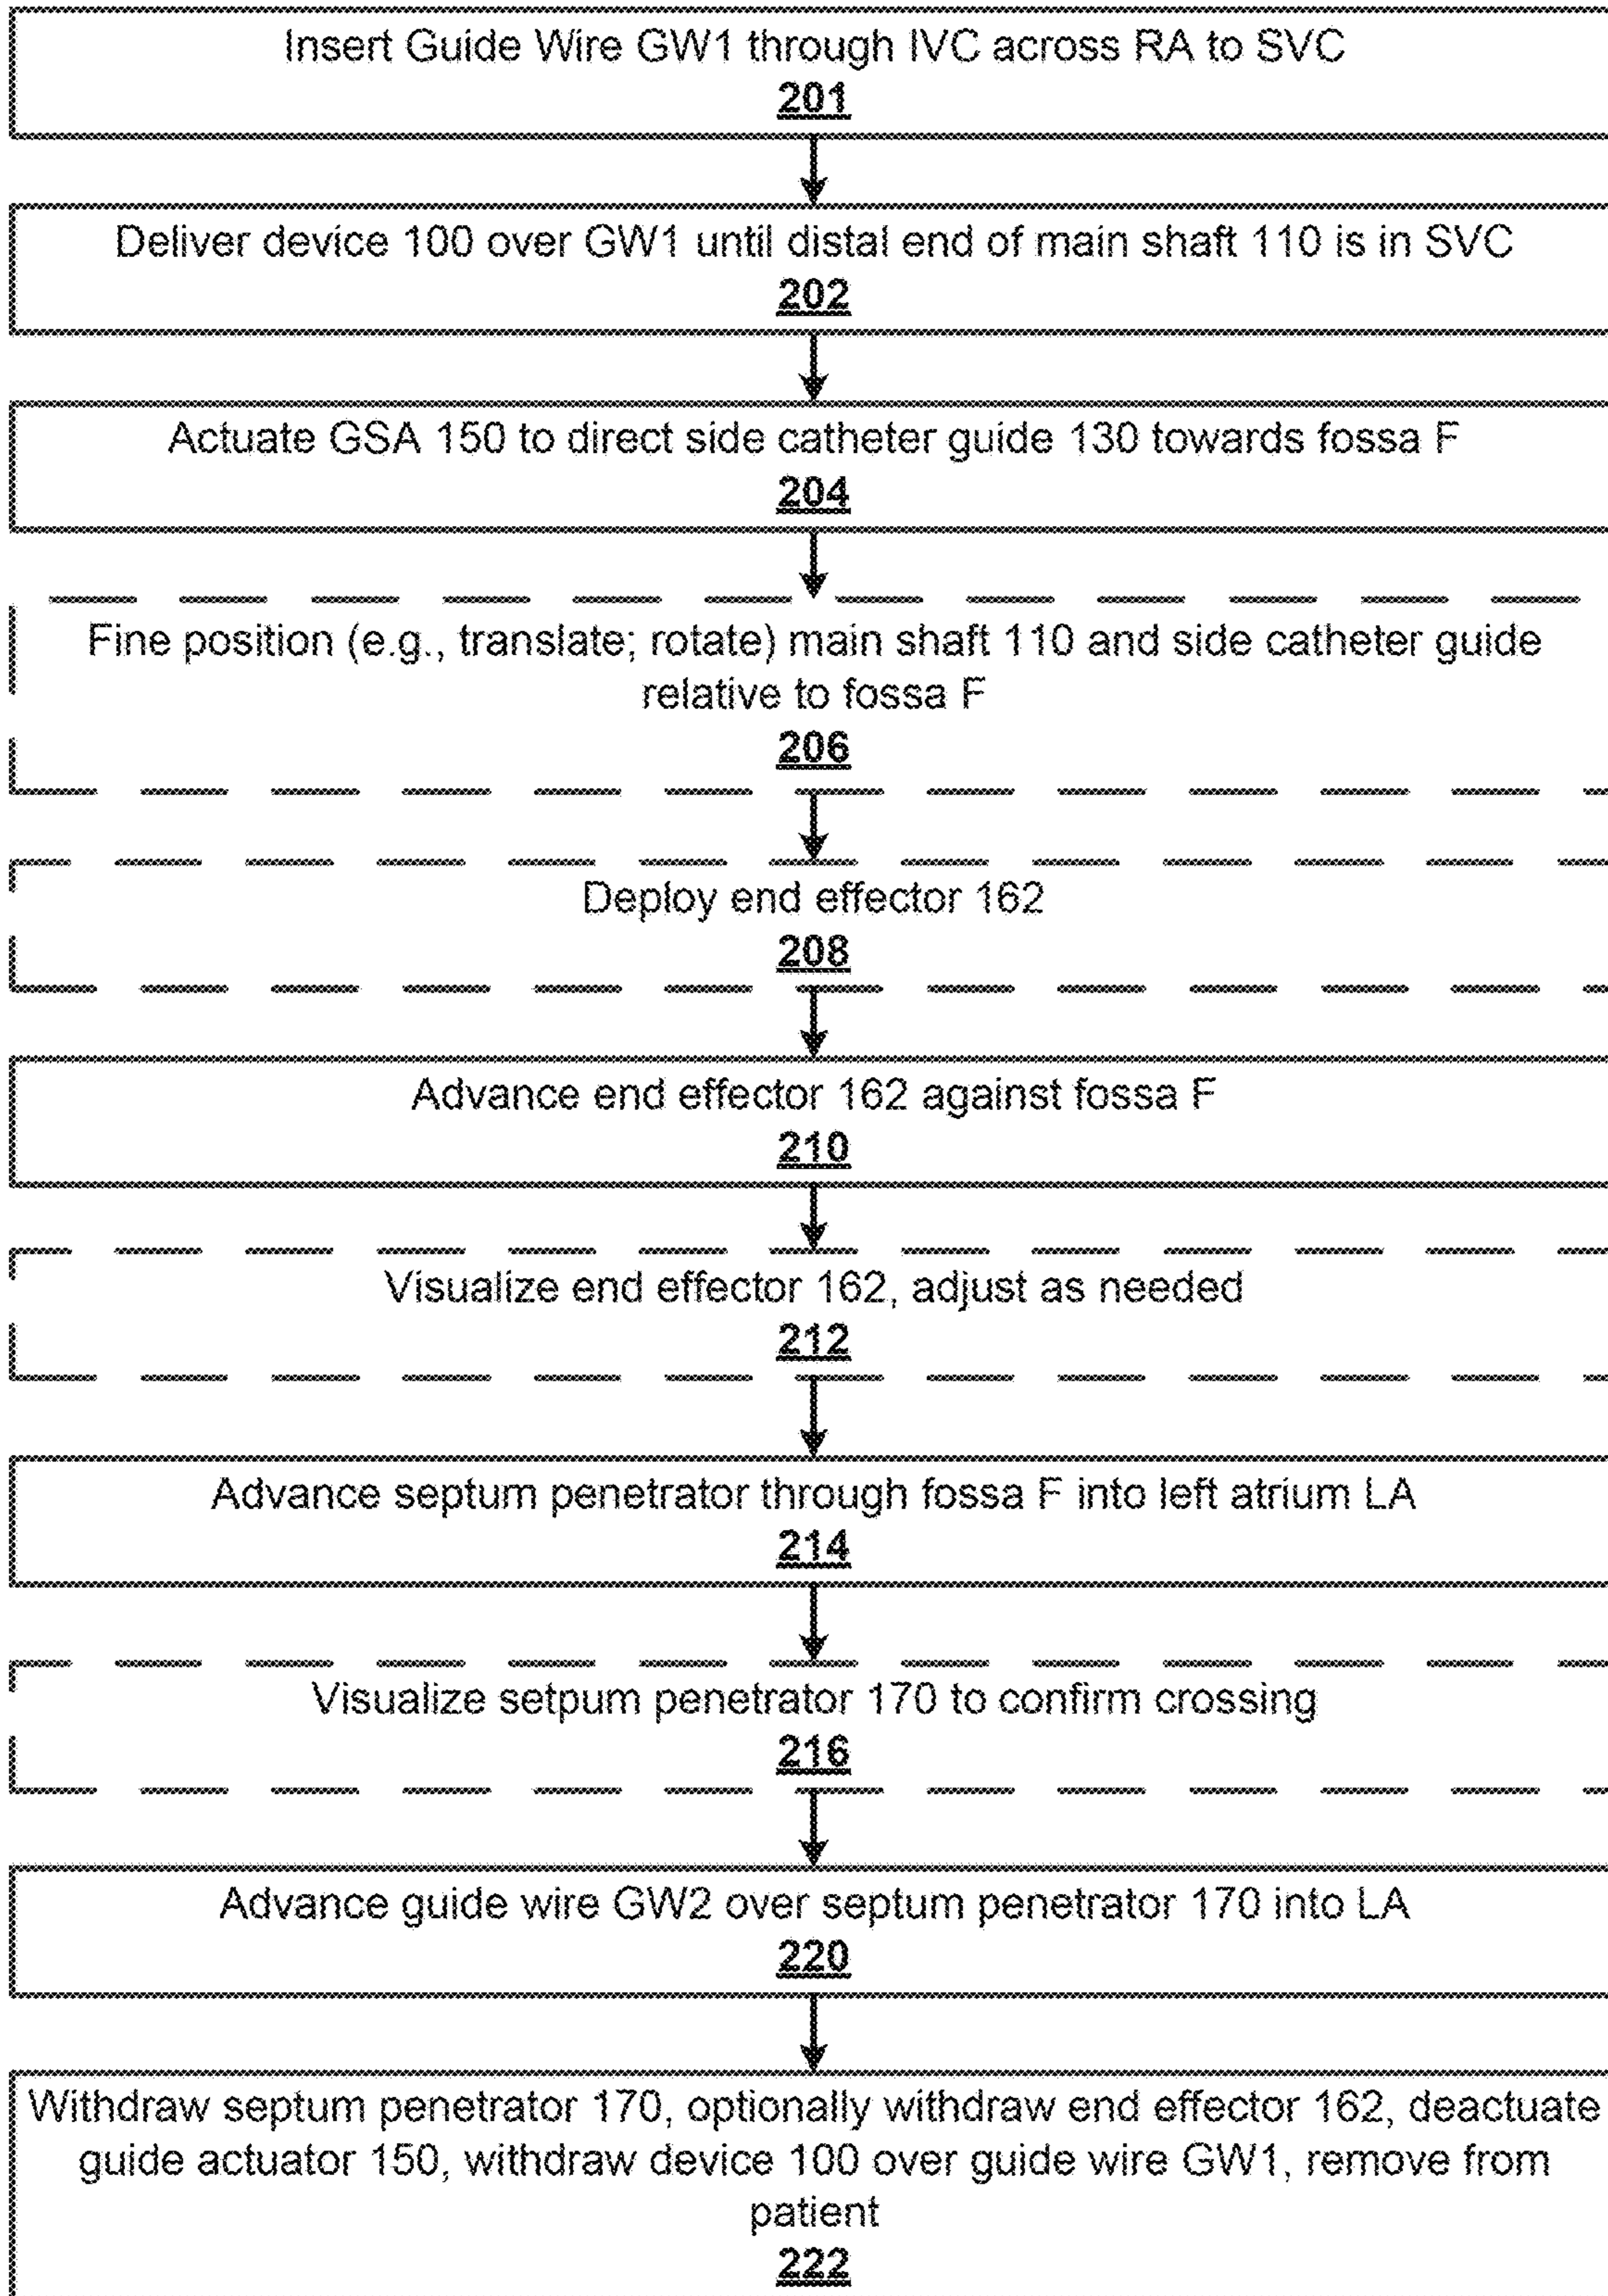 Insert Guide Wire GW1 through IVC across RA to SVC
201
Deliver device 100 over GW1 until distal end of main shaft 110 is in SVC
202
Actuate GSA 150 to direct side catheter guide 130 towards fossa F
204
Fine position (e.g., translate; rotate) main shaft 110 and side catheter guide
relative to fossa F
206
Deploy end effector 162
208
Advance end effector 162 against fossa F
210
Visualize end effector 162, adjust as needed
212
Advance septum penetrator through fossa F into left atrium LA
214
Visualize setpum penetrator 170 to confirm crossing
216
Advance guide wire GW2 over septum penetrator 170 into LA
220
Withdraw septum penetrator 170, optionally withdraw end effector 162, deactuate
guide actuator 150, withdraw device 100 over guide wire GW1, remove from
patient
222